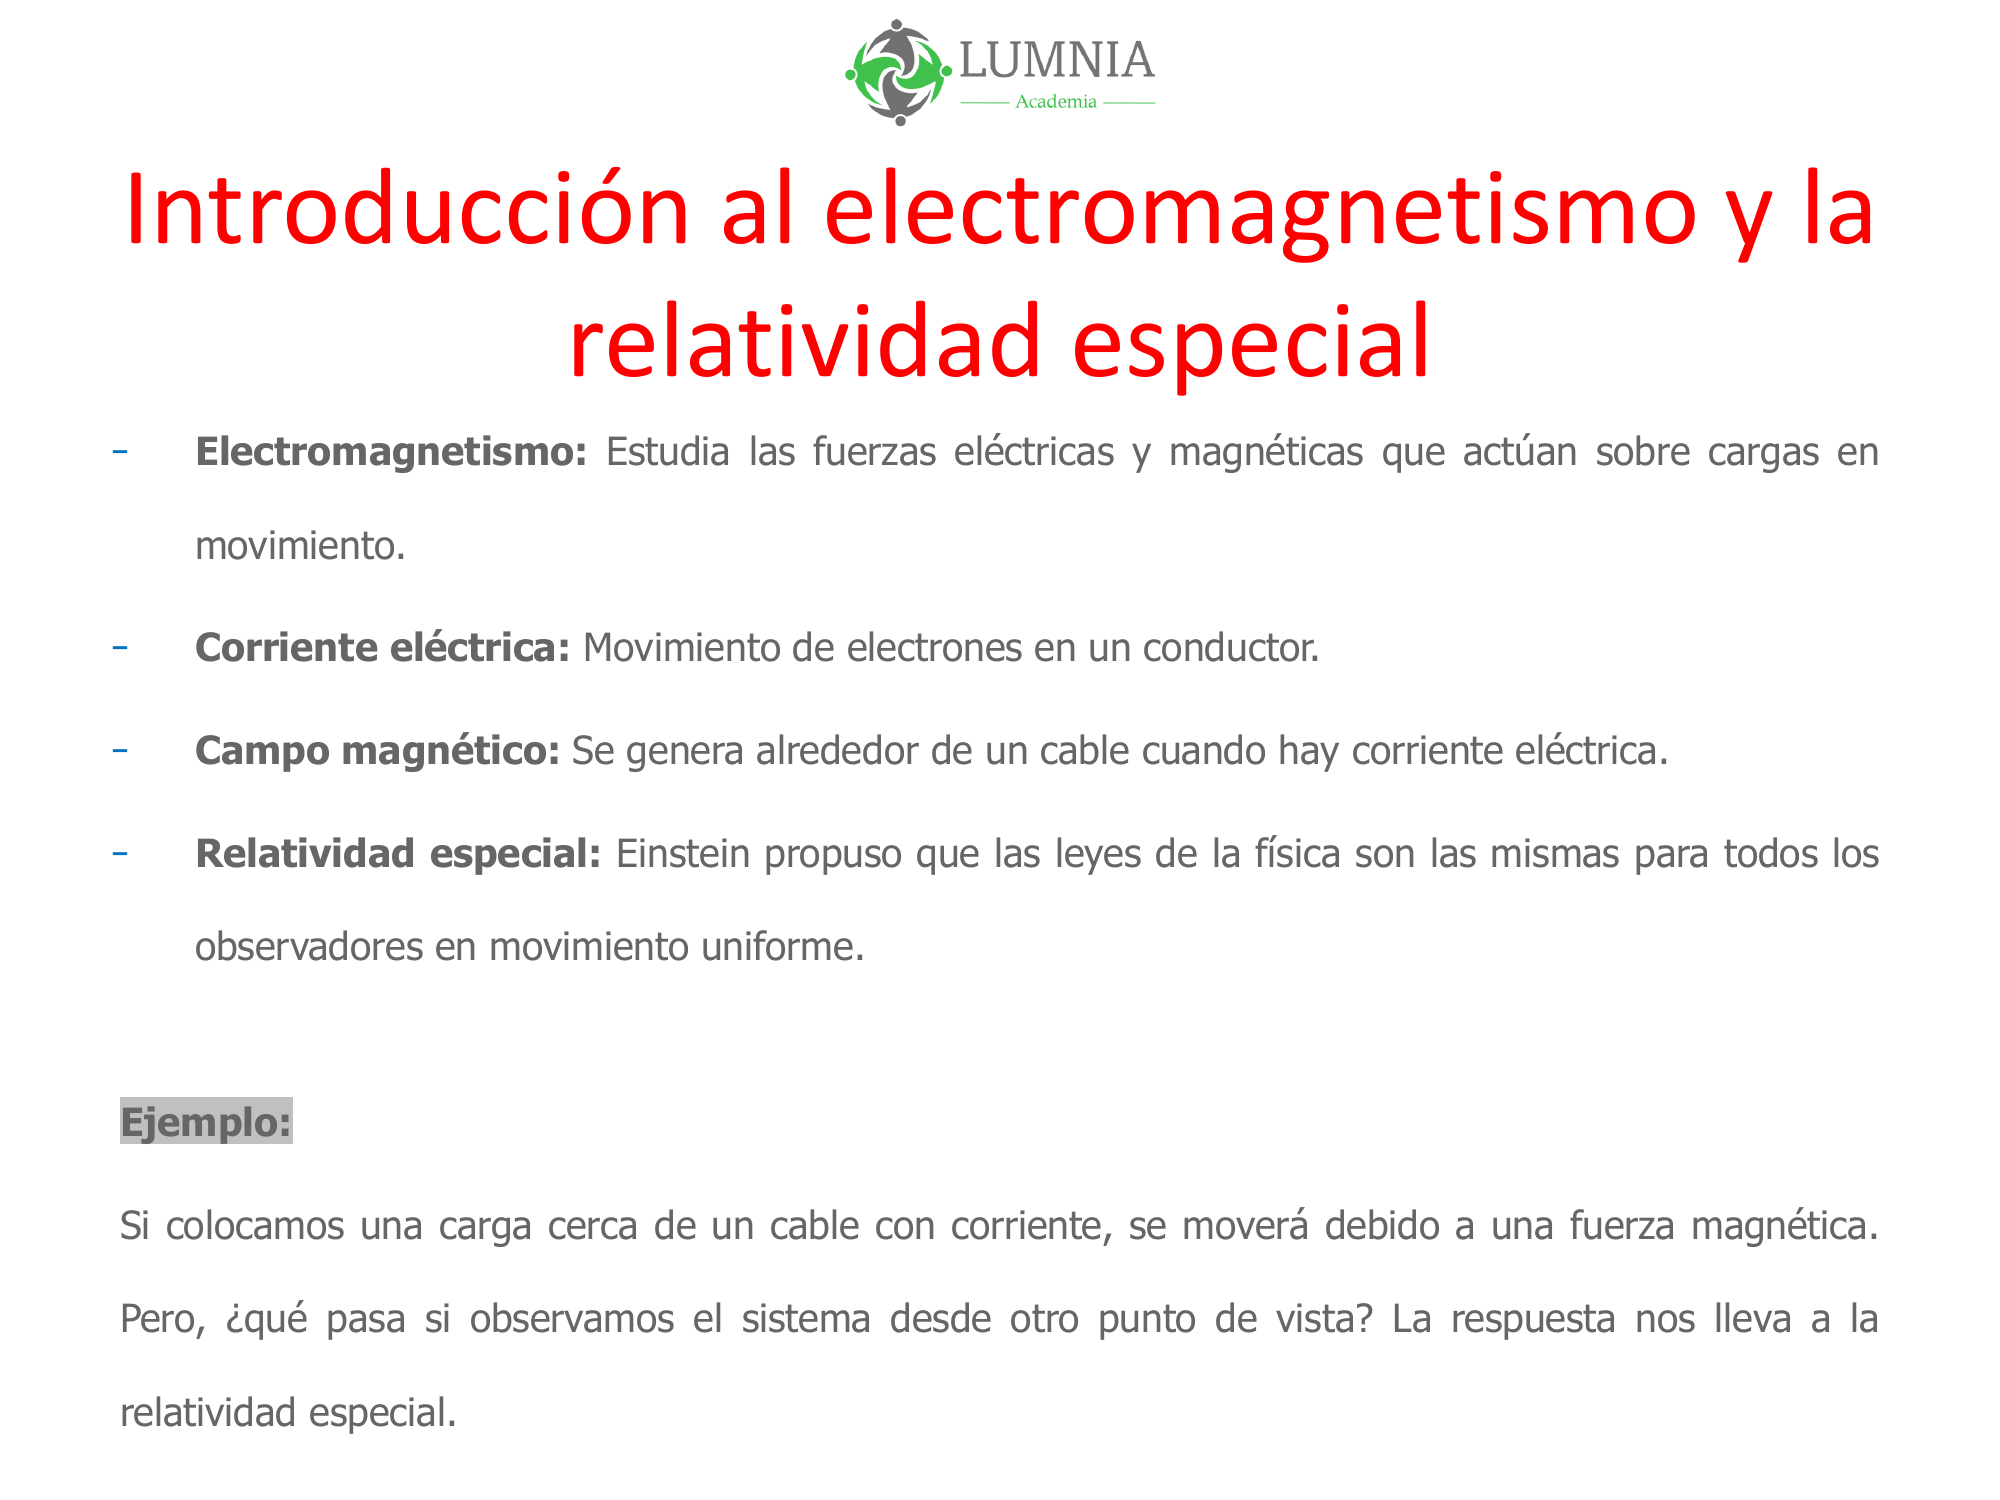 LUMNIA
Academia
Introducción al electromagnetismo y la
relatividad especial
- Electromagnetismo: Estudia las fuerzas eléctricas y magnéticas que actúan sobre cargas en
movimiento.
- Corriente eléctrica: Movimiento de electrones en un conductor.
- Campo magnético: Se genera alrededor de un cable cuando hay corriente eléctrica.
- Relatividad especial: Einstein propuso que las leyes de la física son las mismas para todos los
observadores en movimiento uniforme.
Ejemplo:
Si colocamos una carga cerca de un cable con corriente, se moverá debido a una fuerza magnética.
Pero, ¿qué pasa si observamos el sistema desde otro punto de vista? La respuesta nos lleva a la
relatividad especial.